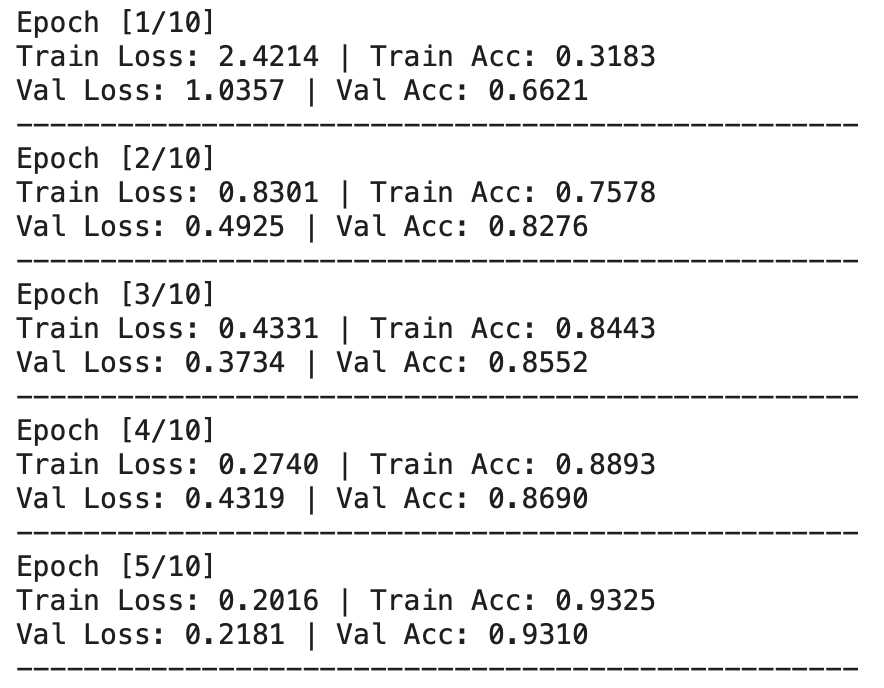 Epoch [1/10]
Train Loss: 2.4214 | Train Acc: 0.3183
Val Loss: 1.0357 | Val Acc: 0.6621
--------------------------------------------------
Epoch [2/10]
Train Loss: 0.8301 | Train Acc: 0.7578
Val Loss: 0.4925 | Val Acc: 0.8276
--------------------------------------------------
Epoch [3/10]
Train Loss: 0.4331 | Train Acc: 0.8443
Val Loss: 0.3734 | Val Acc: 0.8552
--------------------------------------------------
Epoch [4/10]
Train Loss: 0.2740 | Train Acc: 0.8893
Val Loss: 0.4319 | Val Acc: 0.8690
--------------------------------------------------
Epoch [5/10]
Train Loss: 0.2016 | Train Acc: 0.9325
Val Loss: 0.2181 | Val Acc: 0.9310
--------------------------------------------------